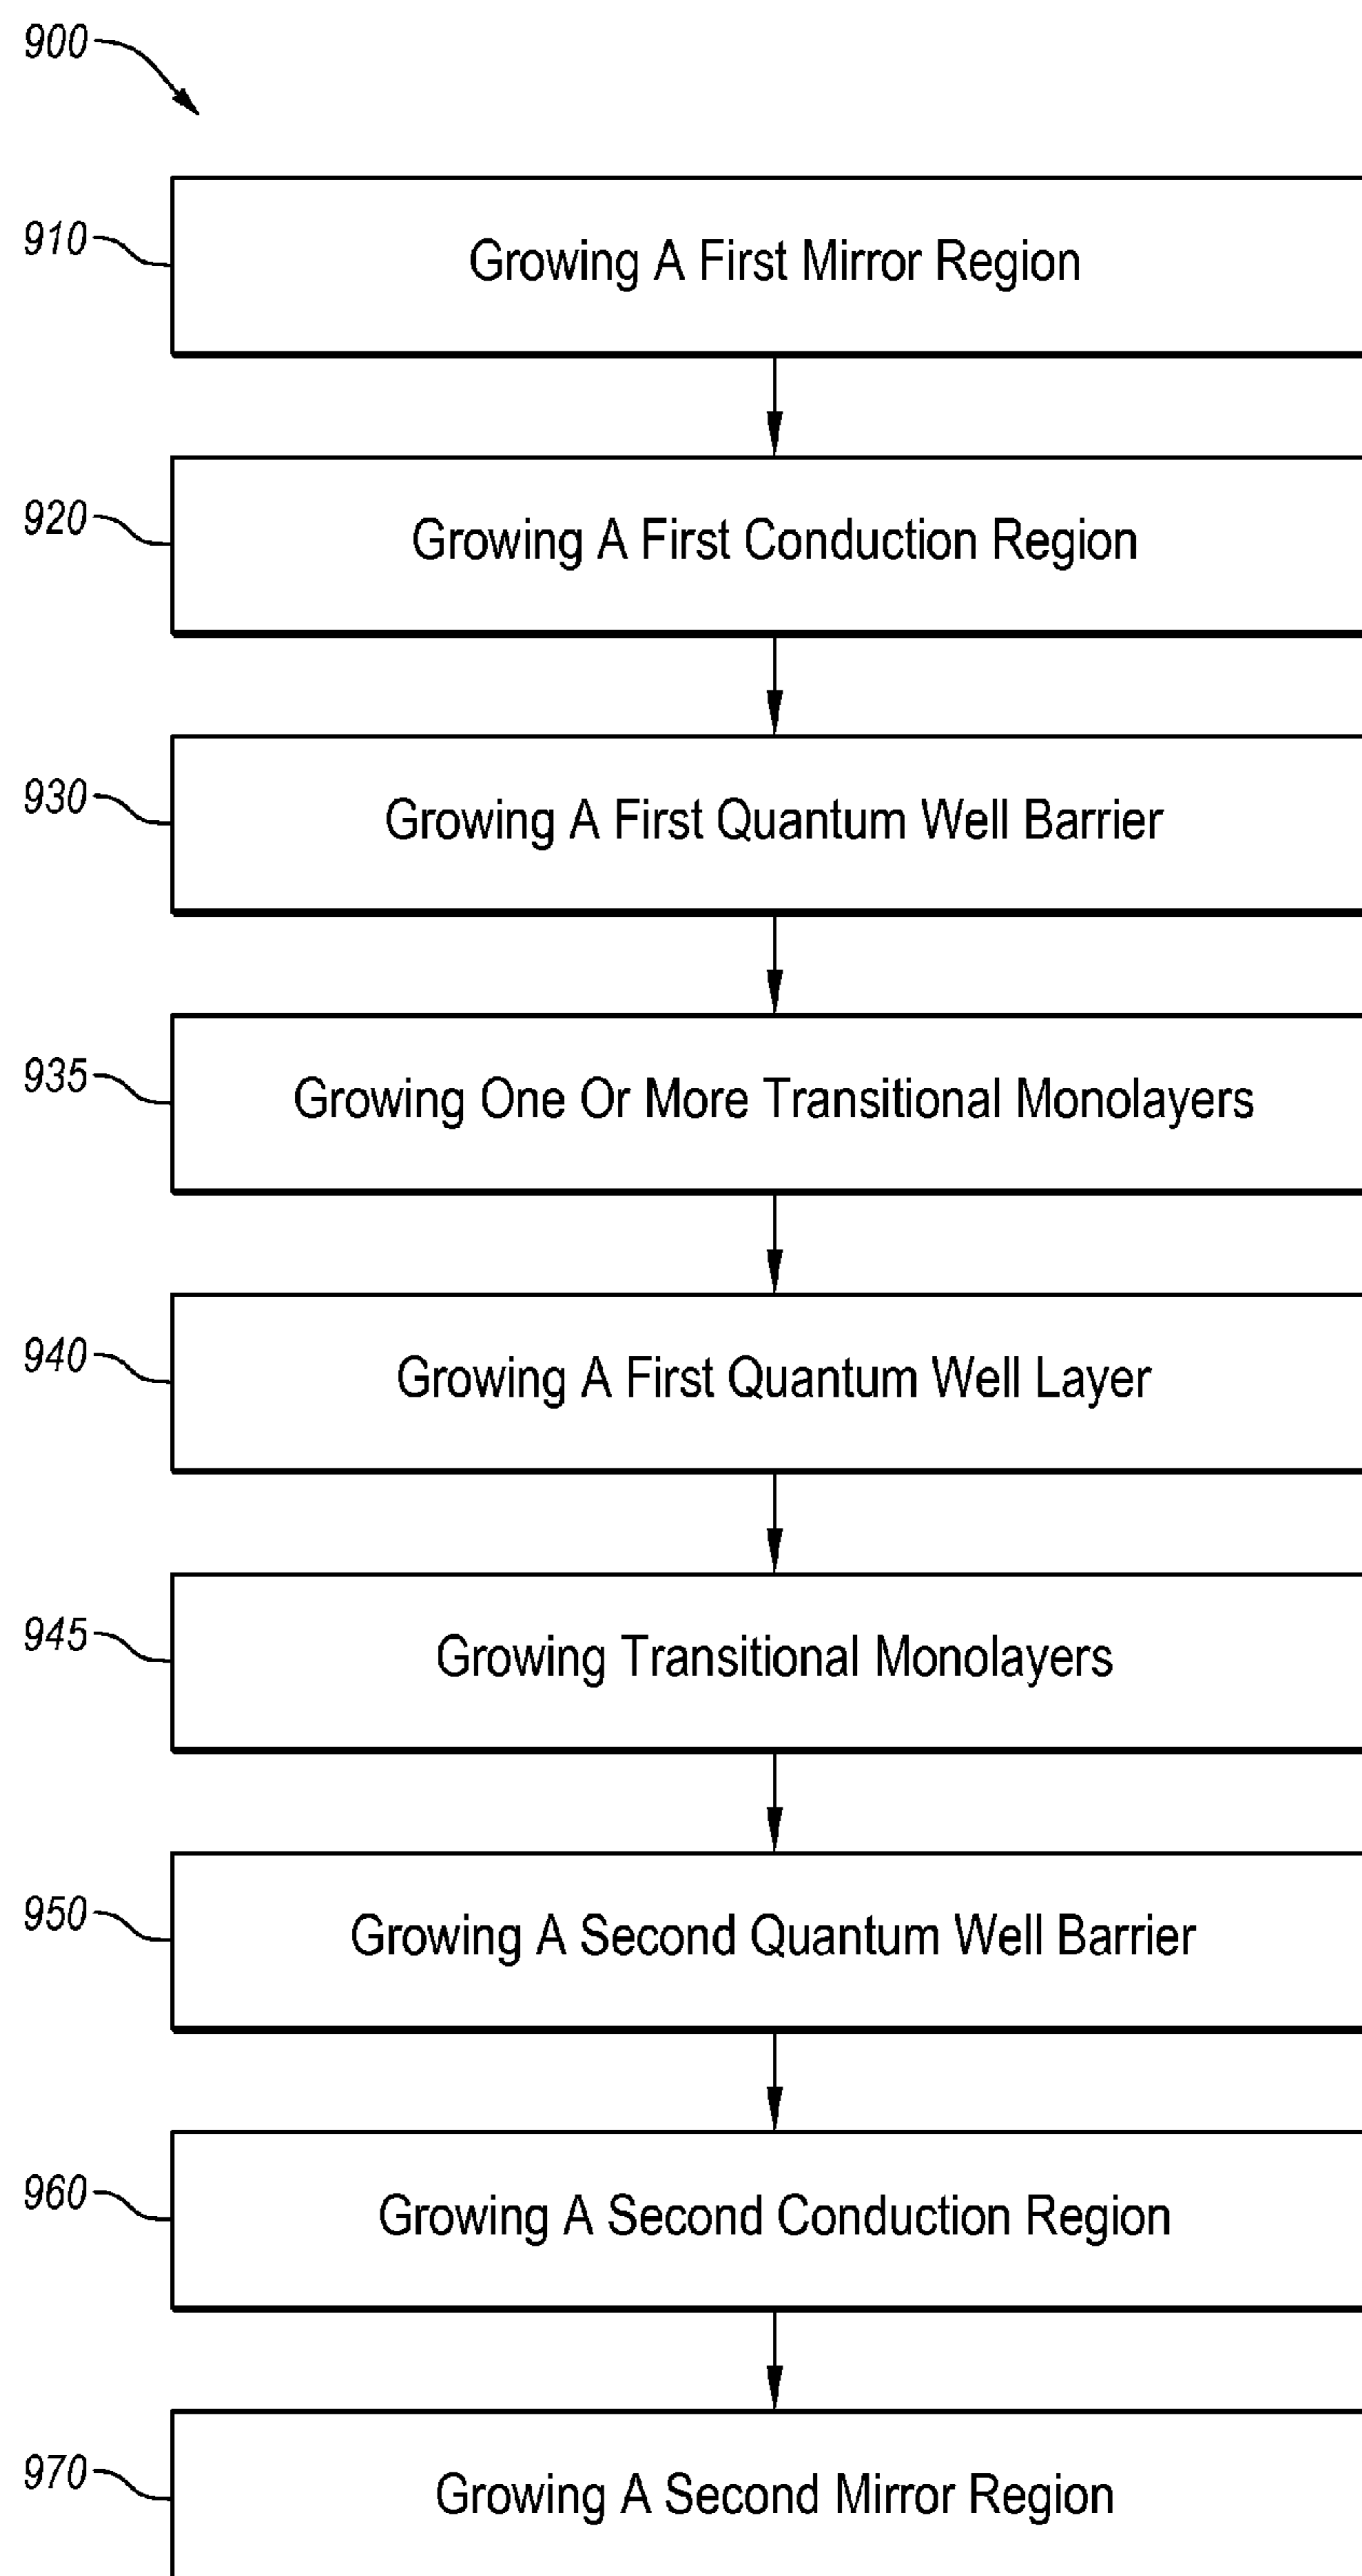 900
910 Growing A First Mirror Region
920 Growing A First Conduction Region
930 Growing A First Quantum Well Barrier
935 Growing One Or More Transitional Monolayers
940 Growing A First Quantum Well Layer
945 Growing Transitional Monolayers
950 Growing A Second Quantum Well Barrier
960 Growing A Second Conduction Region
970 Growing A Second Mirror Region